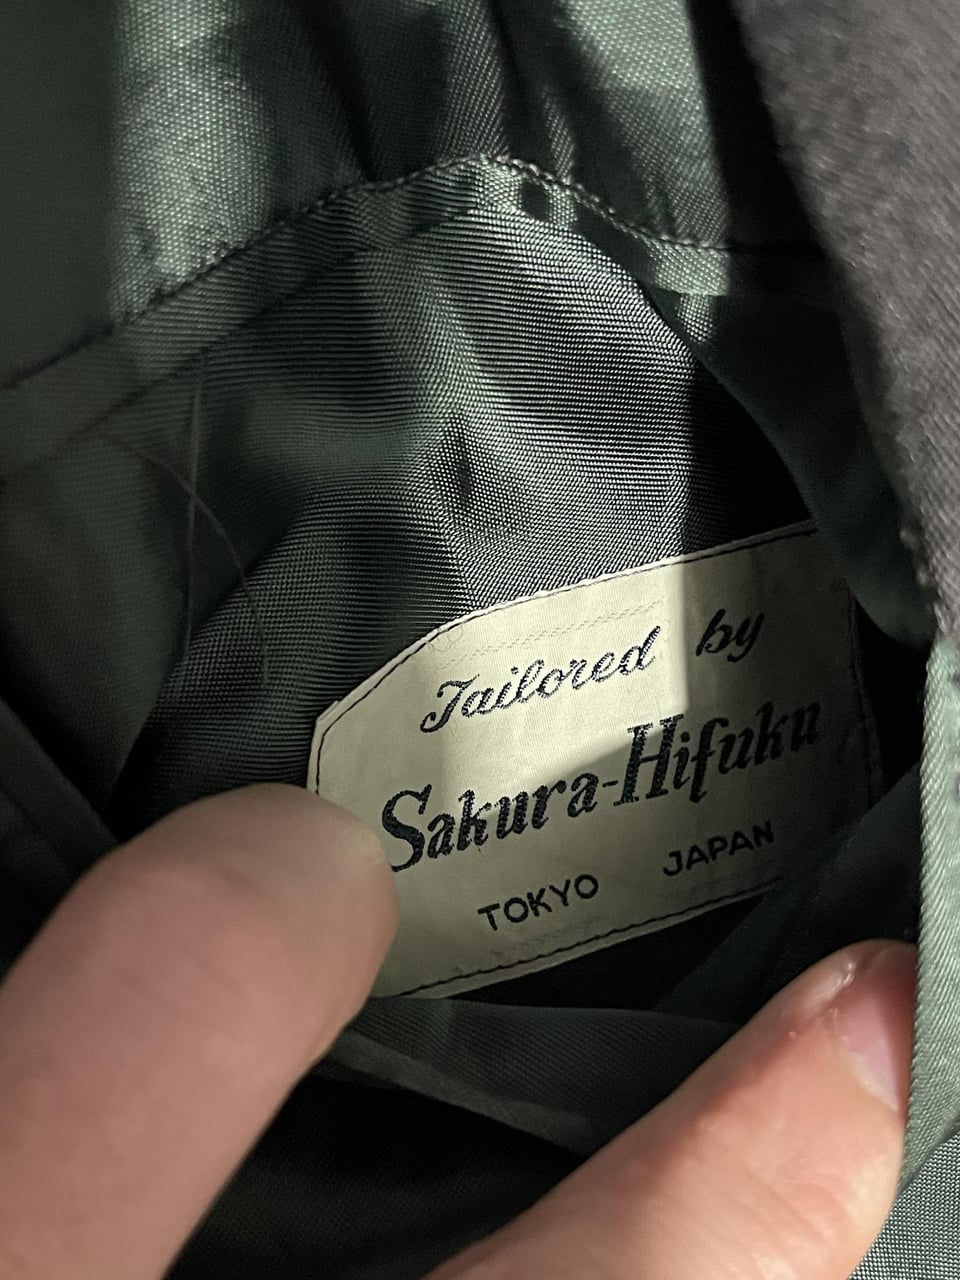 Tailored by
Sakura-Hifuku
TOKYO JAPAN